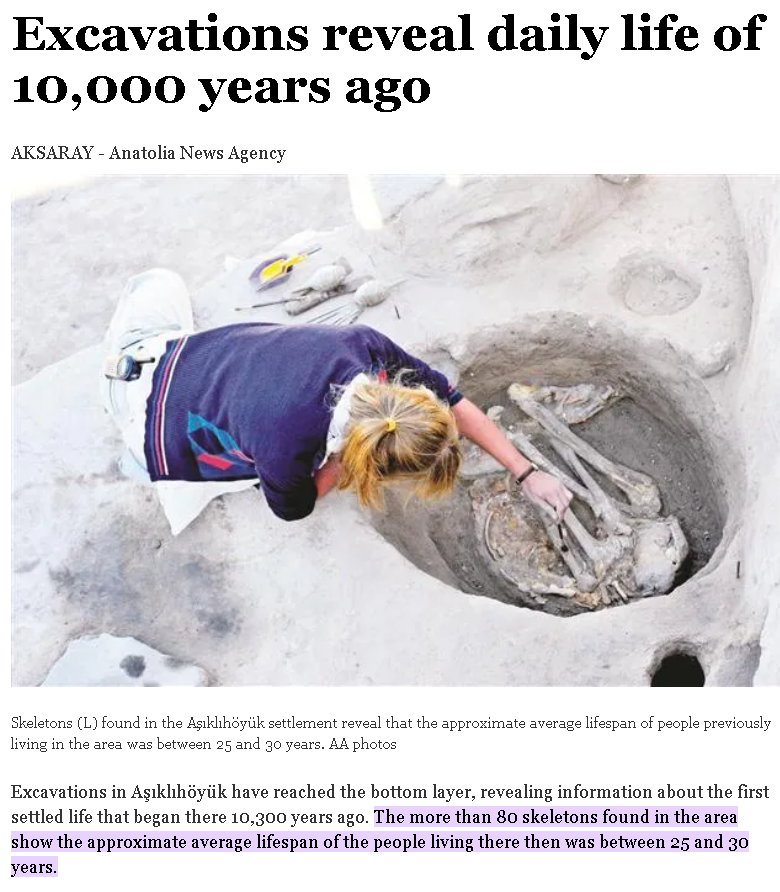 Excavations reveal daily life of
10,000 years ago
AKSARAY - Anatolia News Agency
Skeletons (L) found in the Aşıklıhöyük settlement reveal that the approximate average lifespan of people previously
living in the area was between 25 and 30 years. AA photos
Excavations in Aşıklıhöyük have reached the bottom layer, revealing information about the first
settled life that began there 10,300 years ago. The more than 80 skeletons found in the area
show the approximate average lifespan of the people living there then was between 25 and 30
years.